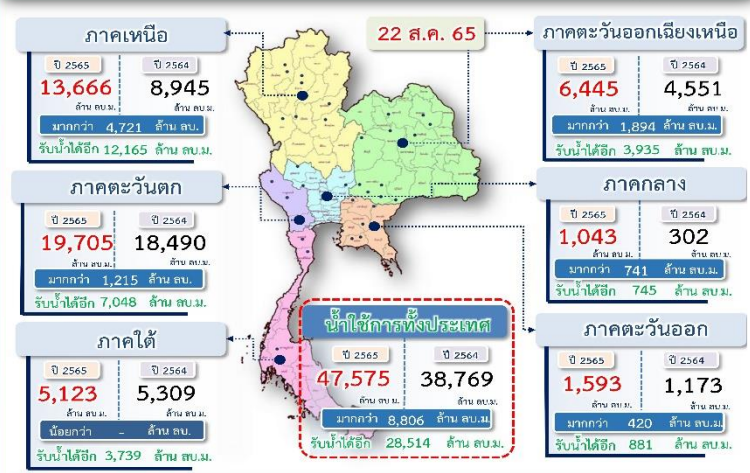 ภาคเหนือ
ปี 2565 ปี 2564
13,666 8,945
ล้าน ลบ.ม. ล้าน ลบ.ม.
มากกว่า 4,721 ล้าน ลบ.
รับน้ำได้อีก 12,165 ล้าน ลบ.ม.
22 ส.ค. 65
ภาคตะวันออกเฉียงเหนือ
ปี 2565 ปี 2564
6,445 4,551
ล้าน ลบ.ม. ล้าน ลบ.ม.
มากกว่า 1,894 ล้าน ลบ.ม.
รับน้ำได้อีก 3,935 ล้าน ลบ.ม.
ภาคตะวันตก
ปี 2565 ปี 2564
19,705 18,490
ล้าน ลบ.ม. ล้าน ลบ.ม.
มากกว่า 1,215 ล้าน ลบ.ม.
รับน้ำได้อีก 7,048 ล้าน ลบ.ม.
ภาคกลาง
ปี 2565 ปี 2564
1,043 302
ล้าน ลบ.ม. ล้าน ลบ.ม.
มากกว่า 741 ล้าน ลบ.ม.
รับน้ำได้อีก 745 ล้าน ลบ.ม.
ภาคใต้
ปี 2565 ปี 2564
5,123 5,309
ล้าน ลบ.ม. ล้าน ลบ.ม.
น้อยกว่า - ล้าน ลบ.
รับน้ำได้อีก 3,739 ล้าน ลบ.ม.
น้ำใช้การทั้งประเทศ
ปี 2565 ปี 2564
47,575 38,769
ล้าน ลบ.ม. ล้าน ลบ.ม.
มากกว่า 8,806 ล้าน ลบ.ม.
รับน้ำได้อีก 28,514 ล้าน ลบ.ม.
ภาคตะวันออก
ปี 2565 ปี 2564
1,593 1,173
ล้าน ลบ.ม. ล้าน ลบ.ม.
มากกว่า 420 ล้าน ลบ.ม.
รับน้ำได้อีก 881 ล้าน ลบ.ม.